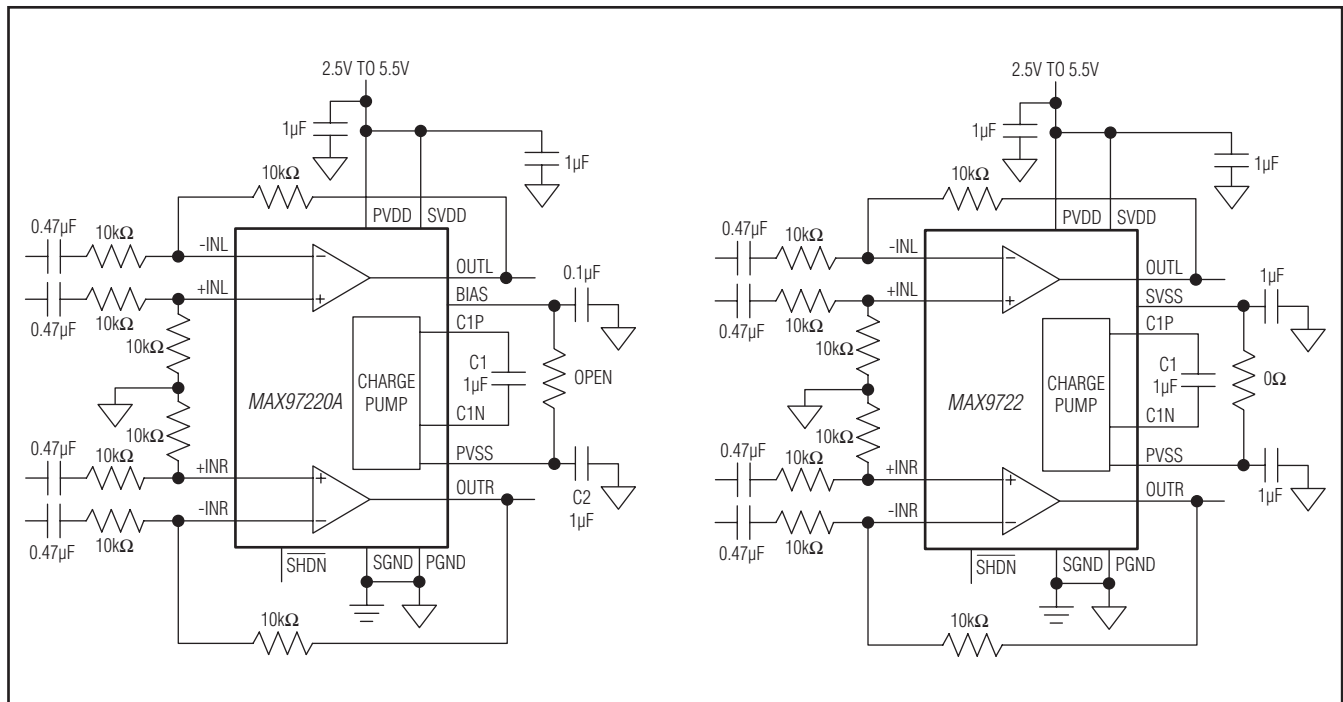 2.5V TO 5.5V
1µF
1µF
10kΩ
PVDD
SVDD
0.47µF
10kΩ
-INL
OUTL
0.1µF
+INL
BIAS
0.47µF
10kΩ
C1P
10kΩ
C1
1µF
OPEN
CHARGE
PUMP
MAX97220A
C1N
10kΩ
0.47µF
10kΩ
+INR
PVSS
-INR
OUTR
C2
1µF
0.47µF
10kΩ
SHDN
SGND
PGND
10kΩ
2.5V TO 5.5V
1µF
1µF
10kΩ
PVDD
SVDD
0.47µF
10kΩ
-INL
OUTL
1µF
+INL
SVSS
0.47µF
10kΩ
C1P
10kΩ
C1
1µF
0Ω
CHARGE
PUMP
MAX9722
C1N
10kΩ
0.47µF
10kΩ
+INR
PVSS
-INR
OUTR
1µF
0.47µF
10kΩ
SHDN
SGND
PGND
10kΩ